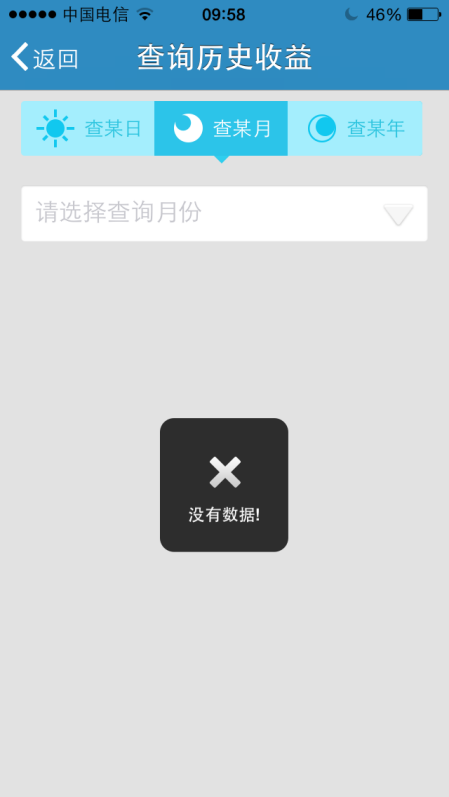 中国电信 09:58 46%
返回 查询历史收益
查某日 查某月 查某年
请选择查询月份
没有数据!